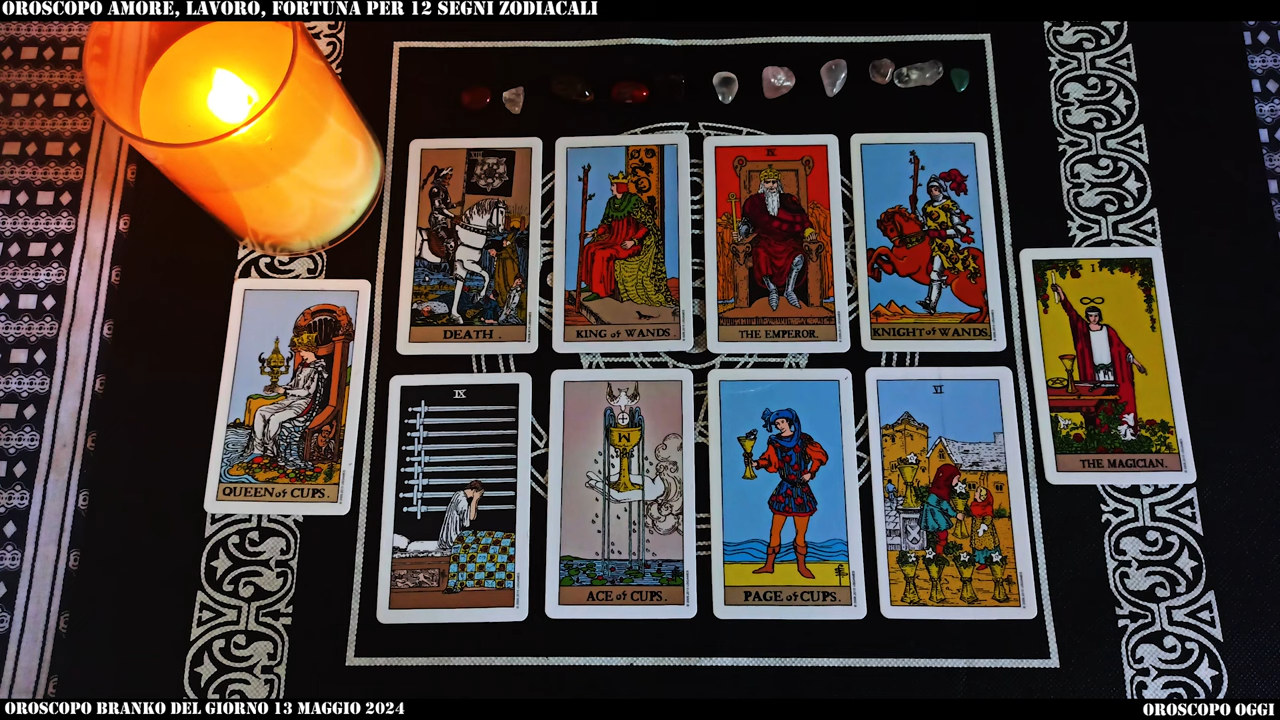 OROSCOPO AMORE, LAVORO, FORTUNA PER 12 SEGNI ZODIACALI
XIII
DEATH.
KING of WANDS.
IV
THE EMPEROR.
KNIGHT of WANDS.
I
THE MAGICIAN.
QUEEN of CUPS.
IX
ACE of CUPS.
PAGE of CUPS.
VI
OROSCOPO BRANKO DEL GIORNO 13 MAGGIO 2024
OROSCOPO OGGI